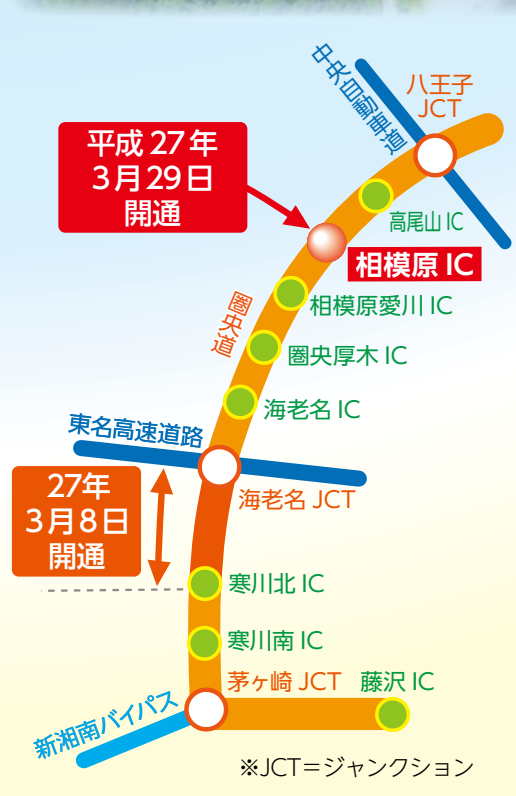 中央自動車道
八王子
JCT
平成27年
3月29日
開通
高尾山 IC
相模原 IC
相模原愛川 IC
圏央道
圏央厚木 IC
海老名 IC
東名高速道路
海老名 JCT
27年
3月8日
開通
寒川北 IC
寒川南 IC
茅ヶ崎 JCT
藤沢 IC
新湘南バイパス
※JCT＝ジャンクション